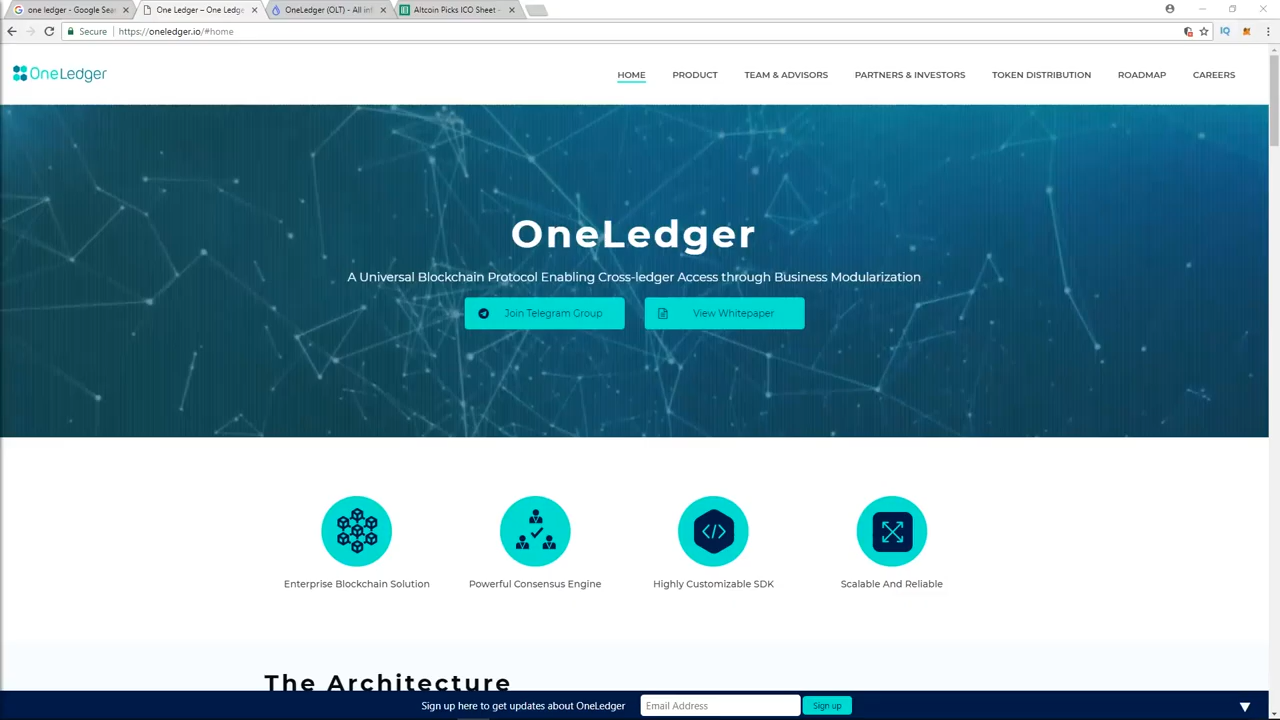 one ledger - Google Sear
One Ledger – One Ledge
OneLedger (OLT) - All inf
Altcoin Picks ICO Sheet -
Secure
https://oneledger.io/#home
IQ
OneLedger
HOME
PRODUCT
TEAM & ADVISORS
PARTNERS & INVESTORS
TOKEN DISTRIBUTION
ROADMAP
CAREERS
OneLedger
A Universal Blockchain Protocol Enabling Cross-ledger Access through Business Modularization
Join Telegram Group
View Whitepaper
Enterprise Blockchain Solution
Powerful Consensus Engine
Highly Customizable SDK
Scalable And Reliable
The Architecture
Sign up here to get updates about OneLedger
Email Address
Sign up